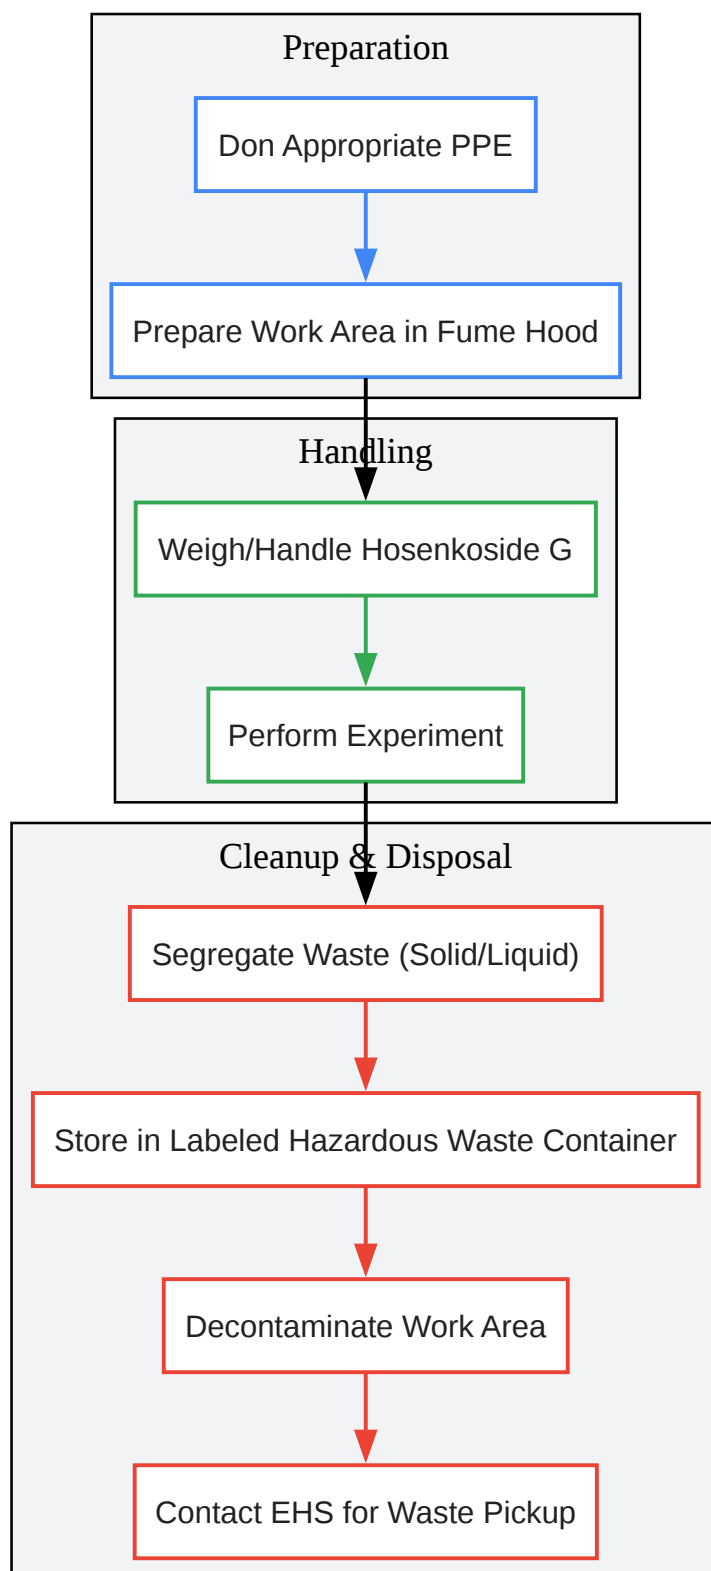 Preparation
Don Appropriate PPE
Prepare Work Area in Fume Hood
Handling
Weigh/Handle Hosenkoside G
Perform Experiment
Cleanup & Disposal
Segregate Waste (Solid/Liquid)
Store in Labeled Hazardous Waste Container
Decontaminate Work Area
Contact EHS for Waste Pickup